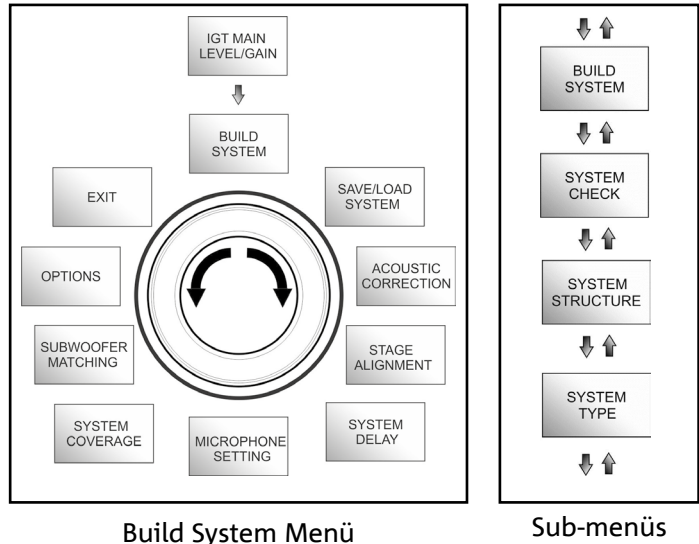 IGT MAIN
LEVEL/GAIN
BUILD
SYSTEM
SAVE/LOAD
SYSTEM
ACOUSTIC
CORRECTION
STAGE
ALIGNMENT
SYSTEM
DELAY
MICROPHONE
SETTING
SYSTEM
COVERAGE
SUBWOOFER
MATCHING
OPTIONS
EXIT
Build System Menü
BUILD
SYSTEM
SYSTEM
CHECK
SYSTEM
STRUCTURE
SYSTEM
TYPE
Sub-menüs